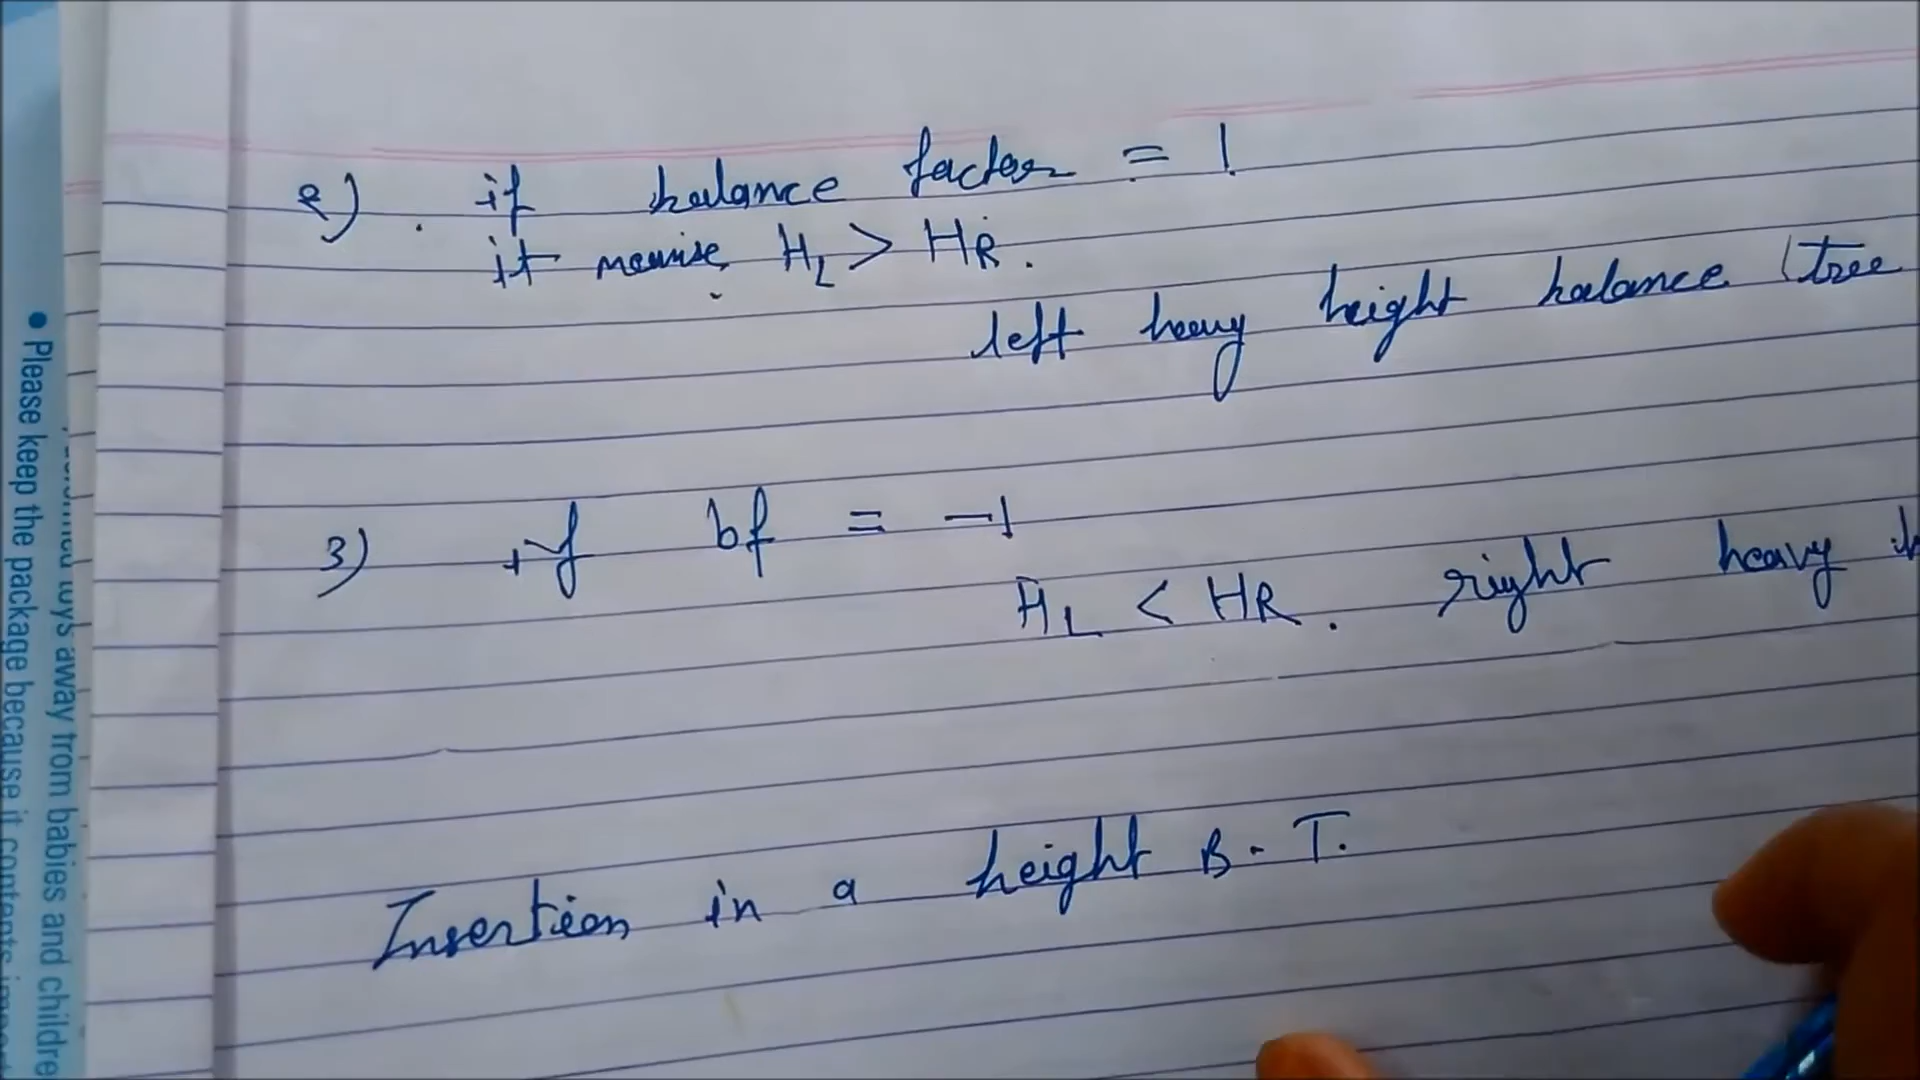 2) if balance factor = 1
it means H_L > H_R.
left heavy height balance (tree
3) if bf = -1
H_L < H_R. right heavy
Insertion in a height B.T.
• Please keep the package because it contents
toys away from babies and childre